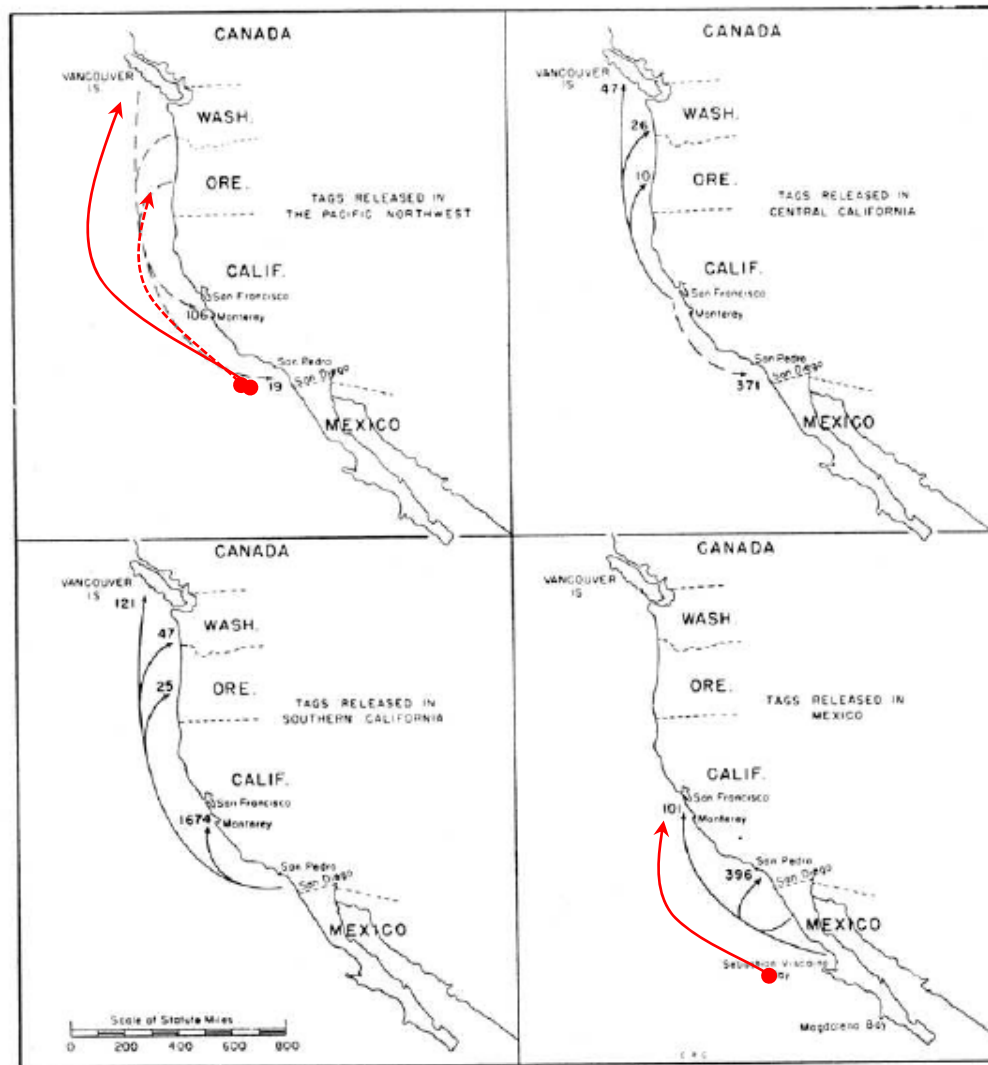 CANADA
VANCOUVER
IS
WASH.
ORE.
TAGS RELEASED IN
THE PACIFIC NORTHWEST
CALIF.
San Francisco
106
Monterey
San Pedro
San Diego
19
MEXICO
CANADA
VANCOUVER
IS
47
WASH.
26
10
ORE.
TAGS RELEASED IN
CENTRAL CALIFORNIA
CALIF.
San Francisco
Monterey
San Pedro
San Diego
371
MEXICO
CANADA
VANCOUVER
IS
121
47
WASH.
25
ORE.
TAGS RELEASED IN
SOUTHERN CALIFORNIA
CALIF.
San Francisco
1674
Monterey
San Pedro
San Diego
MEXICO
Scale of Statute Miles
0 200 400 600 800
CANADA
VANCOUVER
IS
WASH.
ORE.
TAGS RELEASED IN
MEXICO
CALIF.
San Francisco
101
Monterey
San Pedro
San Diego
396
MEXICO
Sebastian Viscaino
Magdalena Bay